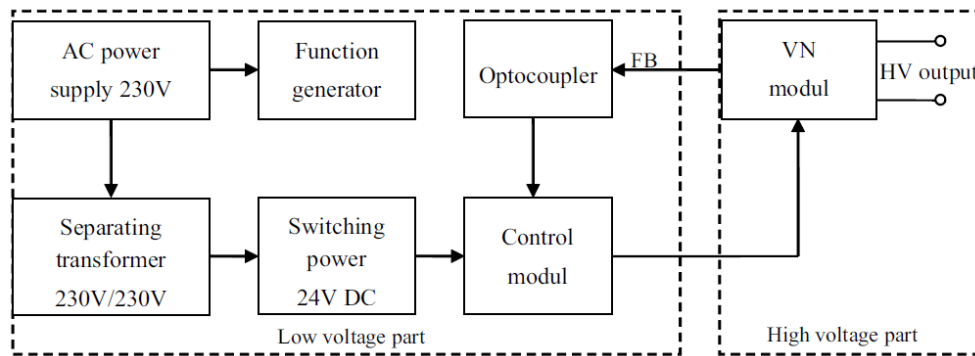 AC power
supply 230V
Function
generator
Optocoupler
FB
VN
modul
HV output
Separating
transformer
230V/230V
Switching
power
24V DC
Control
modul
Low voltage part
High voltage part